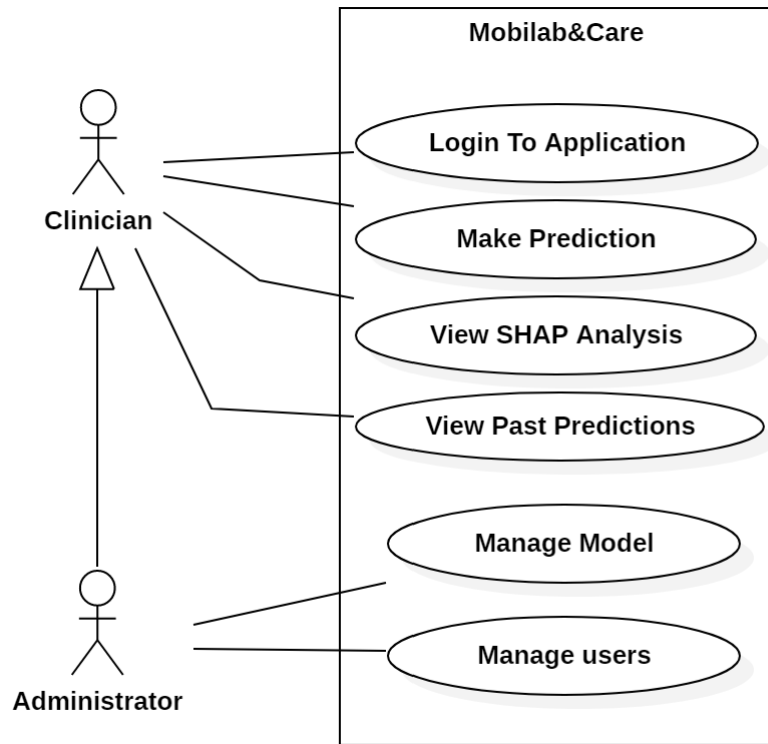 Mobilab&Care
Login To Application
Make Prediction
Clinician
View SHAP Analysis
View Past Predictions
Manage Model
Manage users
Administrator